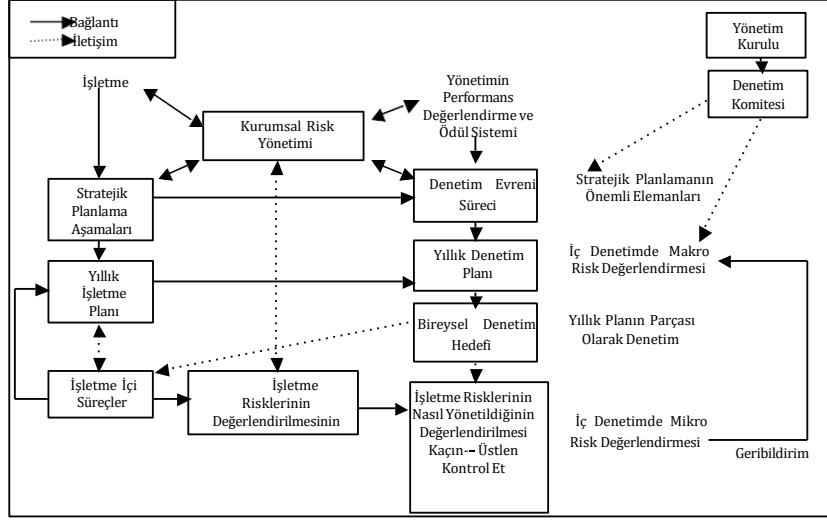 Bağlantı
İletişim
İşletme
Yönetimin
Performans
Değerlendirme ve
Ödül Sistemi
Yönetim
Kurulu
Denetim
Komitesi
Kurumsal Risk
Yönetimi
Stratejik
Planlama
Aşamaları
Denetim Evreni
Süreci
Stratejik Planlamanın
Önemli Elemanları
Yıllık
İşletme
Planı
Yıllık Denetim
Planı
İç Denetimde Makro
Risk Değerlendirmesi
Bireysel Denetim
Hedefi
Yıllık Planın Parçası
Olarak Denetim
İşletme İçi
Süreçler
İşletme
Risklerinin
Değerlendirilmesinin
İşletme Risklerinin
Nasıl Yönetildiğinin
Değerlendirilmesi
Kaçın-- Üstlen
Kontrol Et
İç Denetimde Mikro
Risk Değerlendirmesi
Geribildirim